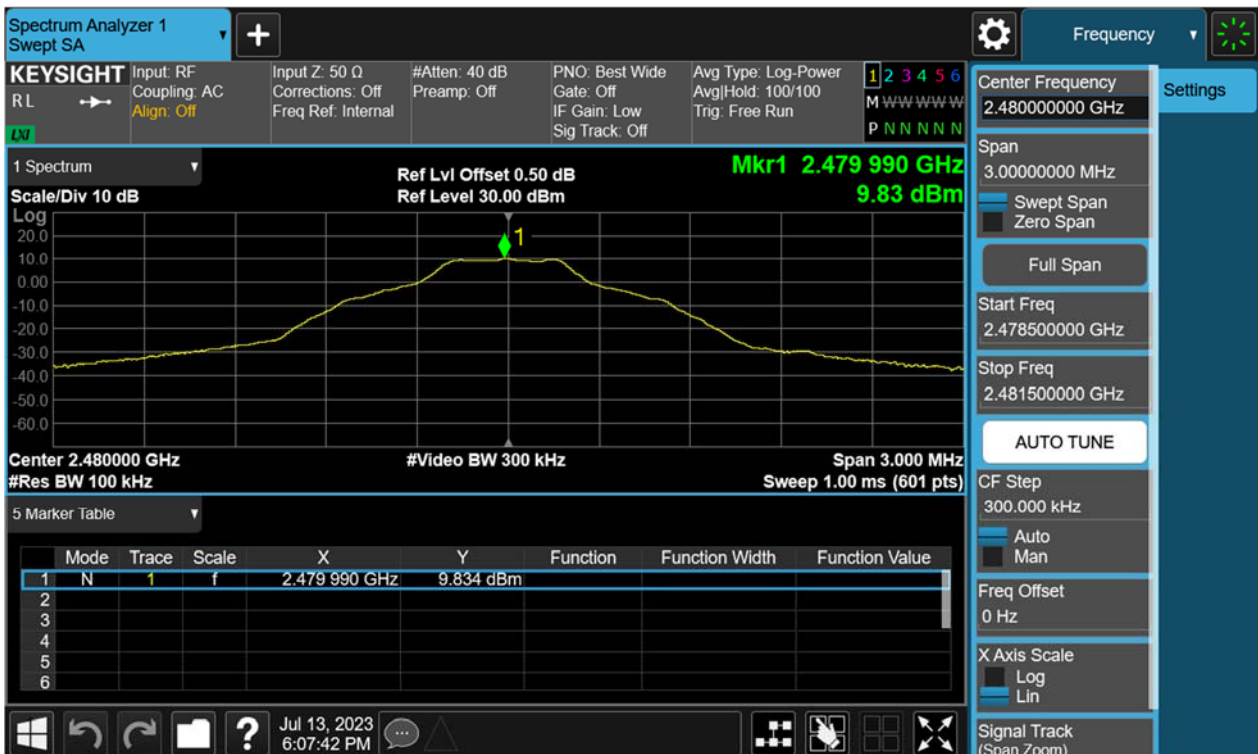 Spectrum Analyzer 1
Swept SA
Frequency
KEYSIGHT
R L
LXI
Input: RF
Coupling: AC
Align: Off
Input Z: 50 Ω
Corrections: Off
Freq Ref: Internal
#Atten: 40 dB
Preamp: Off
PNO: Best Wide
Gate: Off
IF Gain: Low
Sig Track: Off
Avg Type: Log-Power
Avg|Hold: 100/100
Trig: Free Run
1 2 3 4 5 6
M W W W W W
P N N N N N
1 Spectrum
Scale/Div 10 dB
Ref Lvl Offset 0.50 dB
Ref Level 30.00 dBm
Mkr1 2.479 990 GHz
9.83 dBm
Log
20.0
10.0
0.00
-10.0
-20.0
-30.0
-40.0
-50.0
-60.0
1
Center 2.480000 GHz
#Res BW 100 kHz
#Video BW 300 kHz
Span 3.000 MHz
Sweep 1.00 ms (601 pts)
5 Marker Table
Mode Trace Scale X Y Function Function Width Function Value
1 N 1 f 2.479 990 GHz 9.834 dBm
2
3
4
5
6
Jul 13, 2023
6:07:42 PM
Center Frequency
2.480000000 GHz
Settings
Span
3.00000000 MHz
Swept Span
Zero Span
Full Span
Start Freq
2.478500000 GHz
Stop Freq
2.481500000 GHz
AUTO TUNE
CF Step
300.000 kHz
Auto
Man
Freq Offset
0 Hz
X Axis Scale
Log
Lin
Signal Track
(Span Zoom)